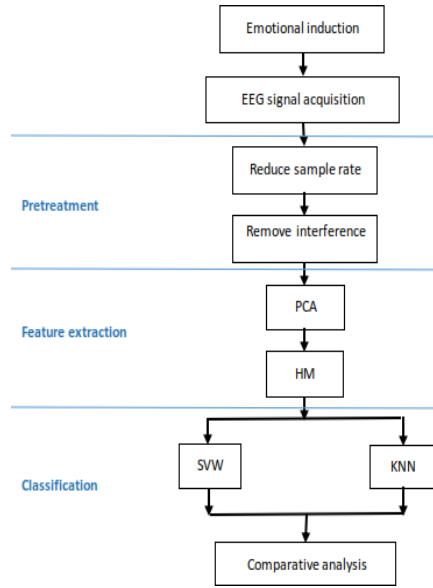 Emotional induction
EEG signal acquisition
Reduce sample rate
Pretreatment
Remove interference
PCA
Feature extraction
HM
SVW
KNN
Classification
Comparative analysis